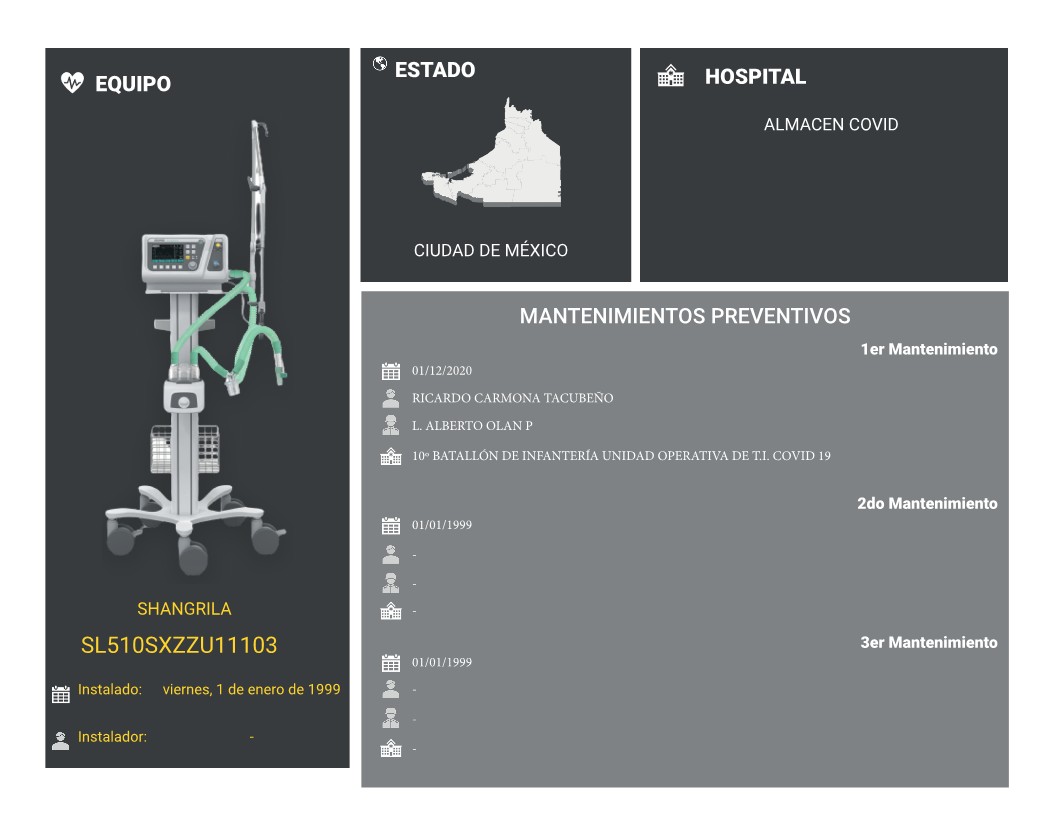 EQUIPO
SHANGRILA
SL510SXZZU11103
Instalado: viernes, 1 de enero de 1999
Instalador: -
ESTADO
CIUDAD DE MÉXICO
HOSPITAL
ALMACEN COVID
MANTENIMIENTOS PREVENTIVOS
1er Mantenimiento
01/12/2020
RICARDO CARMONA TACUBEÑO
L. ALBERTO OLAN P
10º BATALLÓN DE INFANTERÍA UNIDAD OPERATIVA DE T.I. COVID 19
2do Mantenimiento
01/01/1999
-
-
-
3er Mantenimiento
01/01/1999
-
-
-